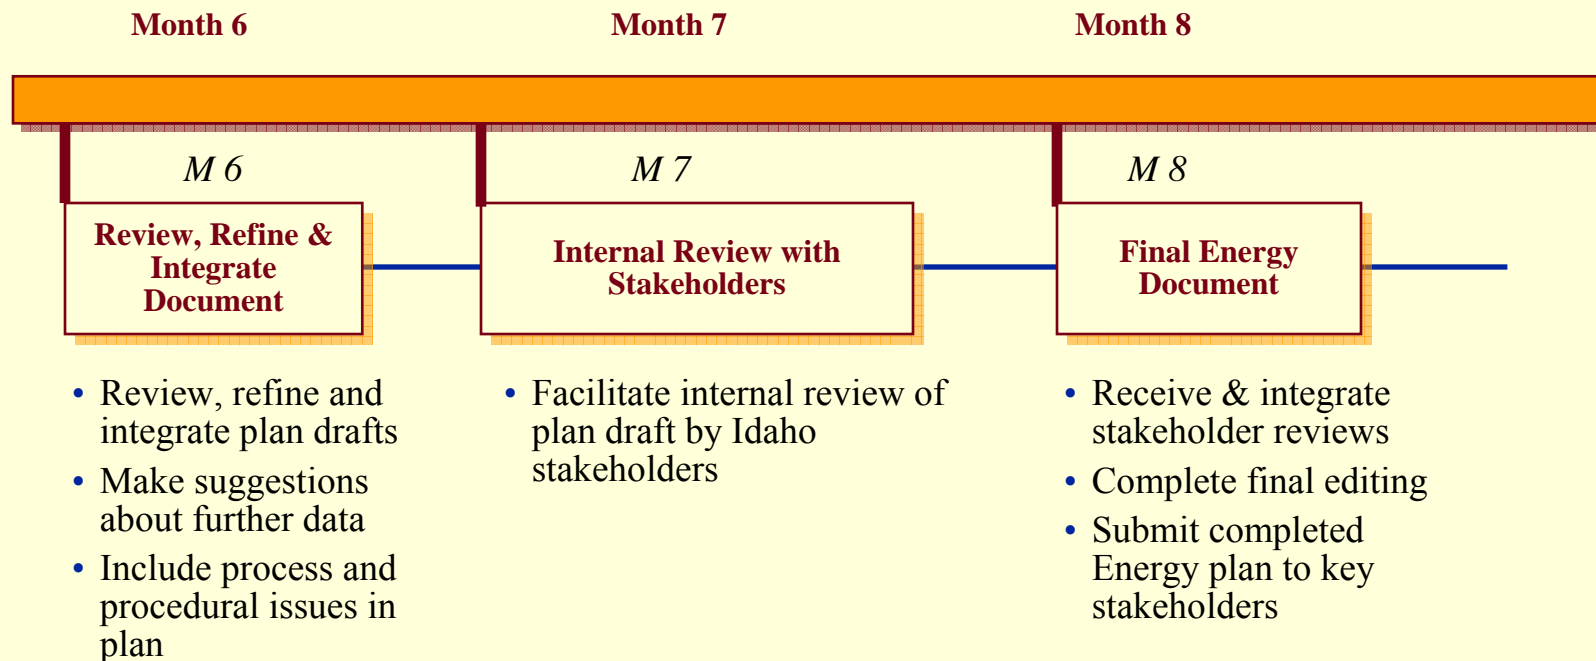 Month 6
Month 7
Month 8
M 6
M 7
M 8
Review, Refine &
Integrate
Document
Internal Review with
Stakeholders
Final Energy
Document
• Review, refine and
integrate plan drafts
• Make suggestions
about further data
• Include process and
procedural issues in
plan
• Facilitate internal review of
plan draft by Idaho
stakeholders
• Receive & integrate
stakeholder reviews
• Complete final editing
• Submit completed
Energy plan to key
stakeholders